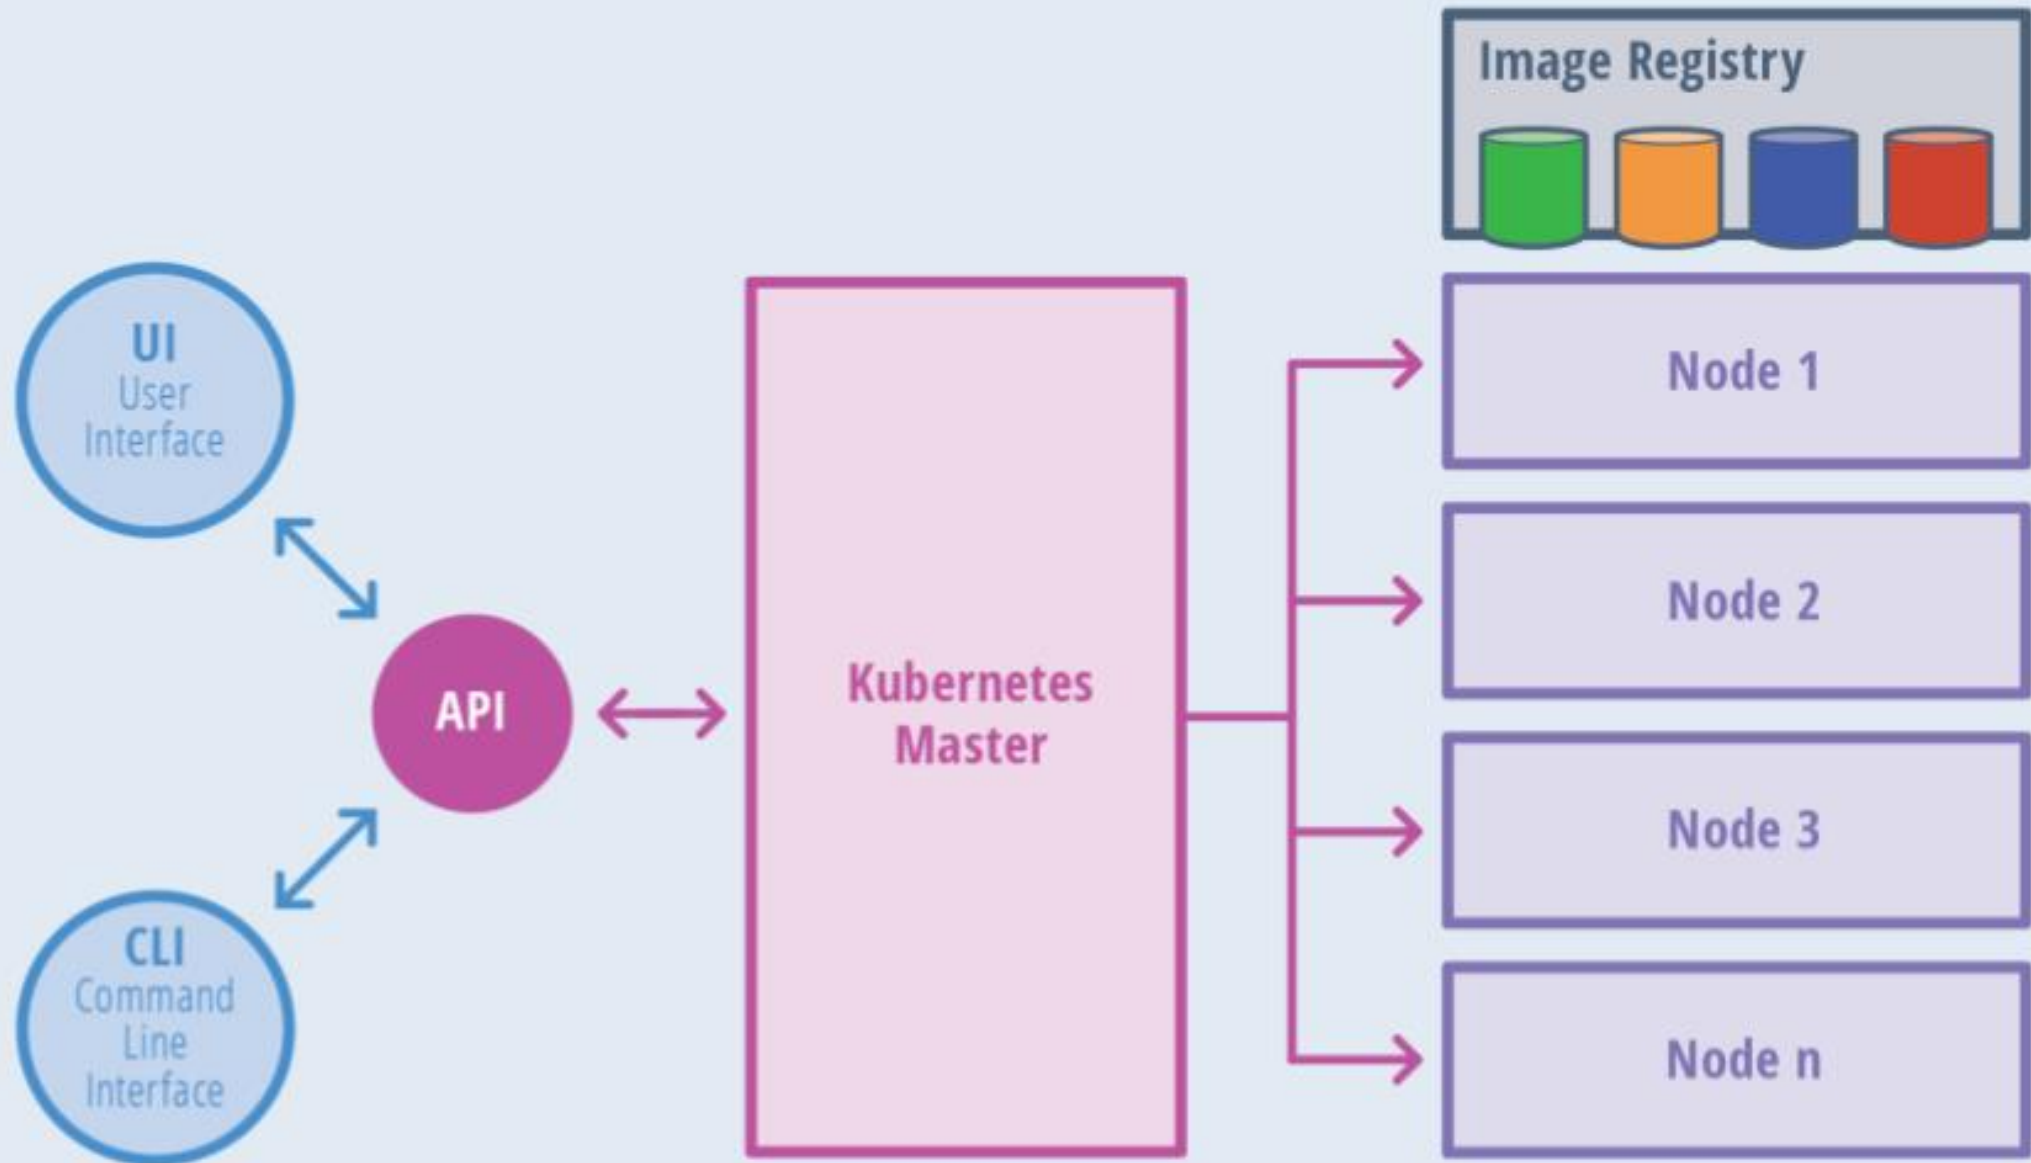 Image Registry
UI
User
Interface
Node 1
Node 2
API
Kubernetes
Master
Node 3
CLI
Command
Line
Interface
Node n